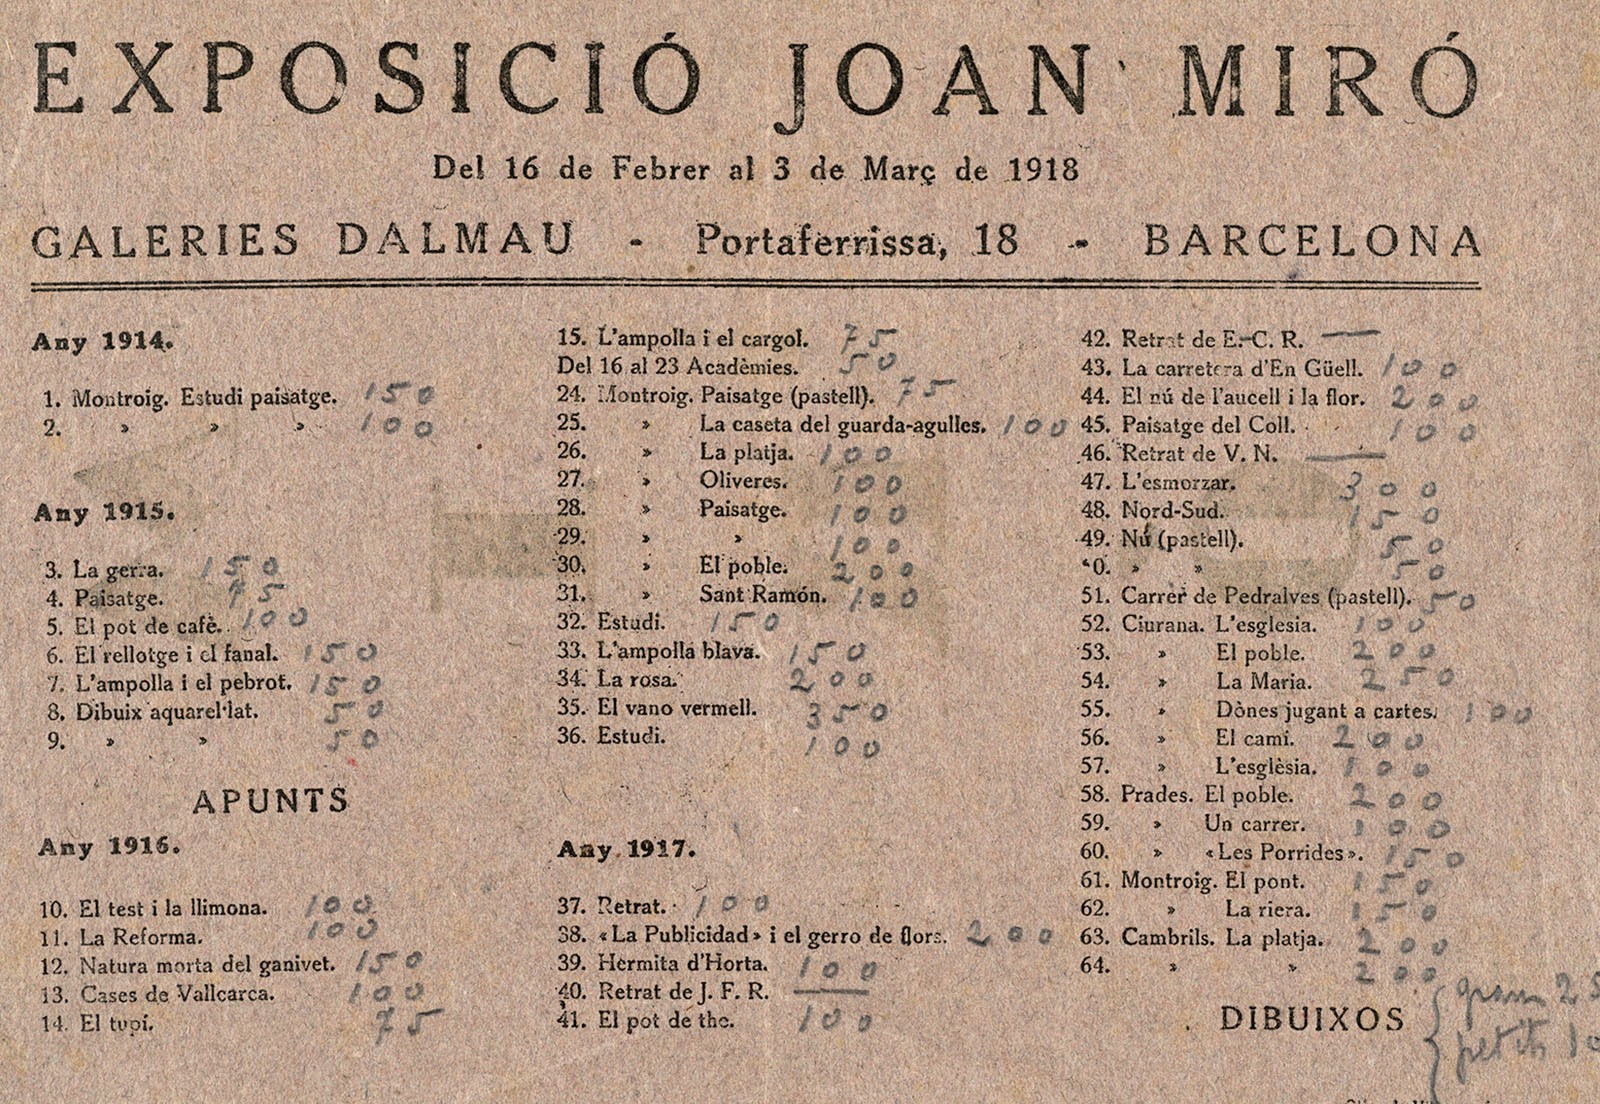 EXPOSICIÓ JOAN MIRÓ
Del 16 de Febrer al 3 de Març de 1918
GALERIES DALMAU - Portaferrissa, 18 - BARCELONA
Any 1914.
1. Montroig. Estudi paisatge. 150
2. » » » 100
Any 1915.
3. La gerra. 150
4. Paisatge. 75
5. El pot de cafè. 100
6. El rellotge i el fanal. 150
7. L'ampolla i el pebrot. 150
8. Dibuix aquarel·lat. 50
9. » » 50
APUNTS
Any 1916.
10. El test i la llimona. 100
11. La Reforma. 100
12. Natura morta del ganivet. 150
13. Cases de Vallcarca. 100
14. El tupí. 75
15. L'ampolla i el cargol. 75
Del 16 al 23 Acadèmies. 50
24. Montroig. Paisatge (pastell). 75
25. » La caseta del guarda-agulles. 100
26. » La platja. 100
27. » Oliveres. 100
28. » Paisatge. 100
29. » » 100
30. » El poble. 200
31. » Sant Ramón. 100
32. Estudi. 150
33. L'ampolla blava. 150
34. La rosa. 200
35. El vano vermell. 350
36. Estudi. 100
Any 1917.
37. Retrat. 100
38. «La Publicidad» i el gerro de flors. 200
39. Hermita d'Horta. 100
40. Retrat de J. F. R. —
41. El pot de the. 100
42. Retrat de E.-C. R. —
43. La carretera d'En Güell. 100
44. El nú de l'aucell i la flor. 200
45. Paisatge del Coll. 100
46. Retrat de V. N. —
47. L'esmorzar. 300
48. Nord-Sud. 150
49. Nú (pastell). 50
0. » » 50
51. Carrer de Pedralves (pastell). 50
52. Ciurana. L'esglesia. 100
53. » El poble. 200
54. » La Maria. 250
55. » Dònes jugant a cartes. 100
56. » El camí. 200
57. » L'esglèsia. 100
58. Prades. El poble. 200
59. » Un carrer. 100
60. » «Les Porrides». 150
61. Montroig. El pont. 150
62. » La riera. 150
63. Cambrils. La platja. 200
64. » » 200
DIBUIXOS